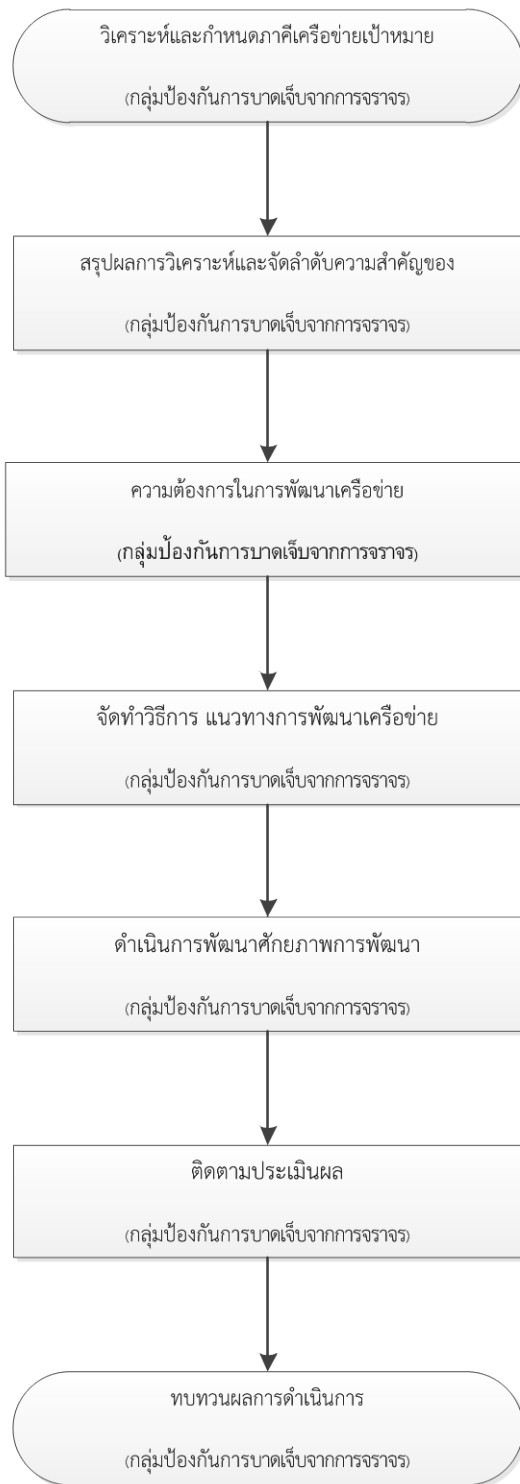 วิเคราะห์และกำหนดภาคีเครือข่ายเป้าหมาย
(กลุ่มป้องกันการบาดเจ็บจากการจราจร)
สรุปผลการวิเคราะห์และจัดลำดับความสำคัญของ
(กลุ่มป้องกันการบาดเจ็บจากการจราจร)
ความต้องการในการพัฒนาเครือข่าย
(กลุ่มป้องกันการบาดเจ็บจากการจราจร)
จัดทำวิธีการ แนวทางการพัฒนาเครือข่าย
(กลุ่มป้องกันการบาดเจ็บจากการจราจร)
ดำเนินการพัฒนาศักยภาพการพัฒนา
(กลุ่มป้องกันการบาดเจ็บจากการจราจร)
ติดตามประเมินผล
(กลุ่มป้องกันการบาดเจ็บจากการจราจร)
ทบทวนผลการดำเนินการ
(กลุ่มป้องกันการบาดเจ็บจากการจราจร)